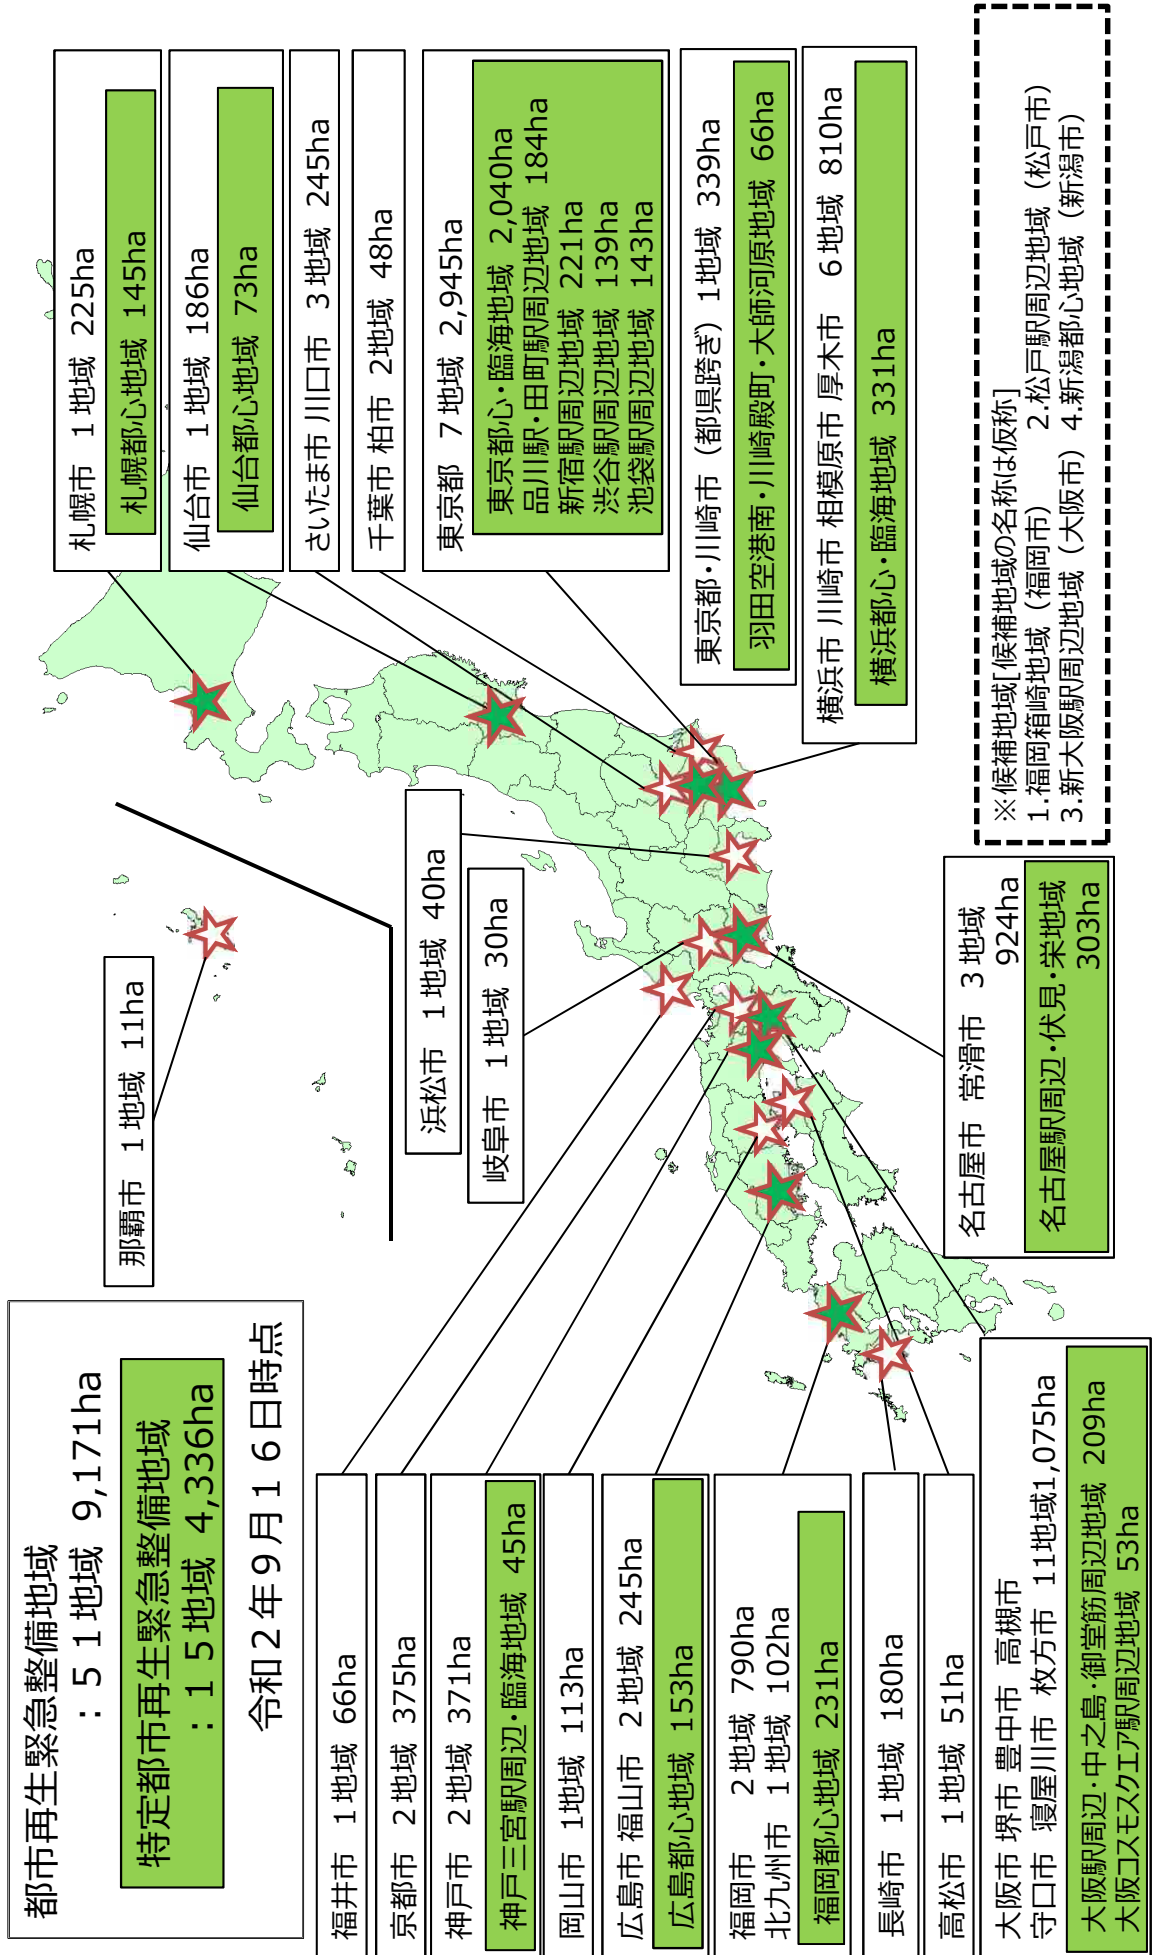 都市再生緊急整備地域
：５１地域 9,171ha
特定都市再生緊急整備地域
：１５地域 4,336ha
令和２年９月１６日時点
那覇市 １地域 11ha
札幌市 １地域 225ha
札幌都心地域 145ha
仙台市 １地域 186ha
仙台都心地域 73ha
さいたま市 川口市 ３地域 245ha
千葉市 柏市 2地域 48ha
東京都 ７地域 2,945ha
東京都心・臨海地域 2,040ha
品川駅・田町駅周辺地域 184ha
新宿駅周辺地域 221ha
渋谷駅周辺地域 139ha
池袋駅周辺地域 143ha
東京都・川崎市（都県跨ぎ）1地域 339ha
羽田空港南・川崎殿町・大師河原地域 66ha
横浜市 川崎市 相模原市 厚木市 ６地域 810ha
横浜都心・臨海地域 331ha
浜松市 １地域 40ha
岐阜市 １地域 30ha
福井市 １地域 66ha
京都市 ２地域 375ha
神戸市 ２地域 371ha
神戸三宮駅周辺・臨海地域 45ha
岡山市 1地域 113ha
広島市 福山市 ２地域 245ha
広島都心地域 153ha
福岡市 ２地域 790ha
北九州市 １地域 102ha
福岡都心地域 231ha
長崎市 １地域 180ha
高松市 １地域 51ha
大阪市 堺市 豊中市 高槻市
守口市 寝屋川市 枚方市 11地域1,075ha
大阪駅周辺・中之島・御堂筋周辺地域 209ha
大阪コスモスクエア駅周辺地域 53ha
名古屋市 常滑市 ３地域
924ha
名古屋駅周辺・伏見・栄地域
303ha
※候補地域[候補地域の名称は仮称]
1.福岡箱崎地域（福岡市） 2.松戸駅周辺地域（松戸市）
3.新大阪駅周辺地域（大阪市） 4.新潟都心地域（新潟市）